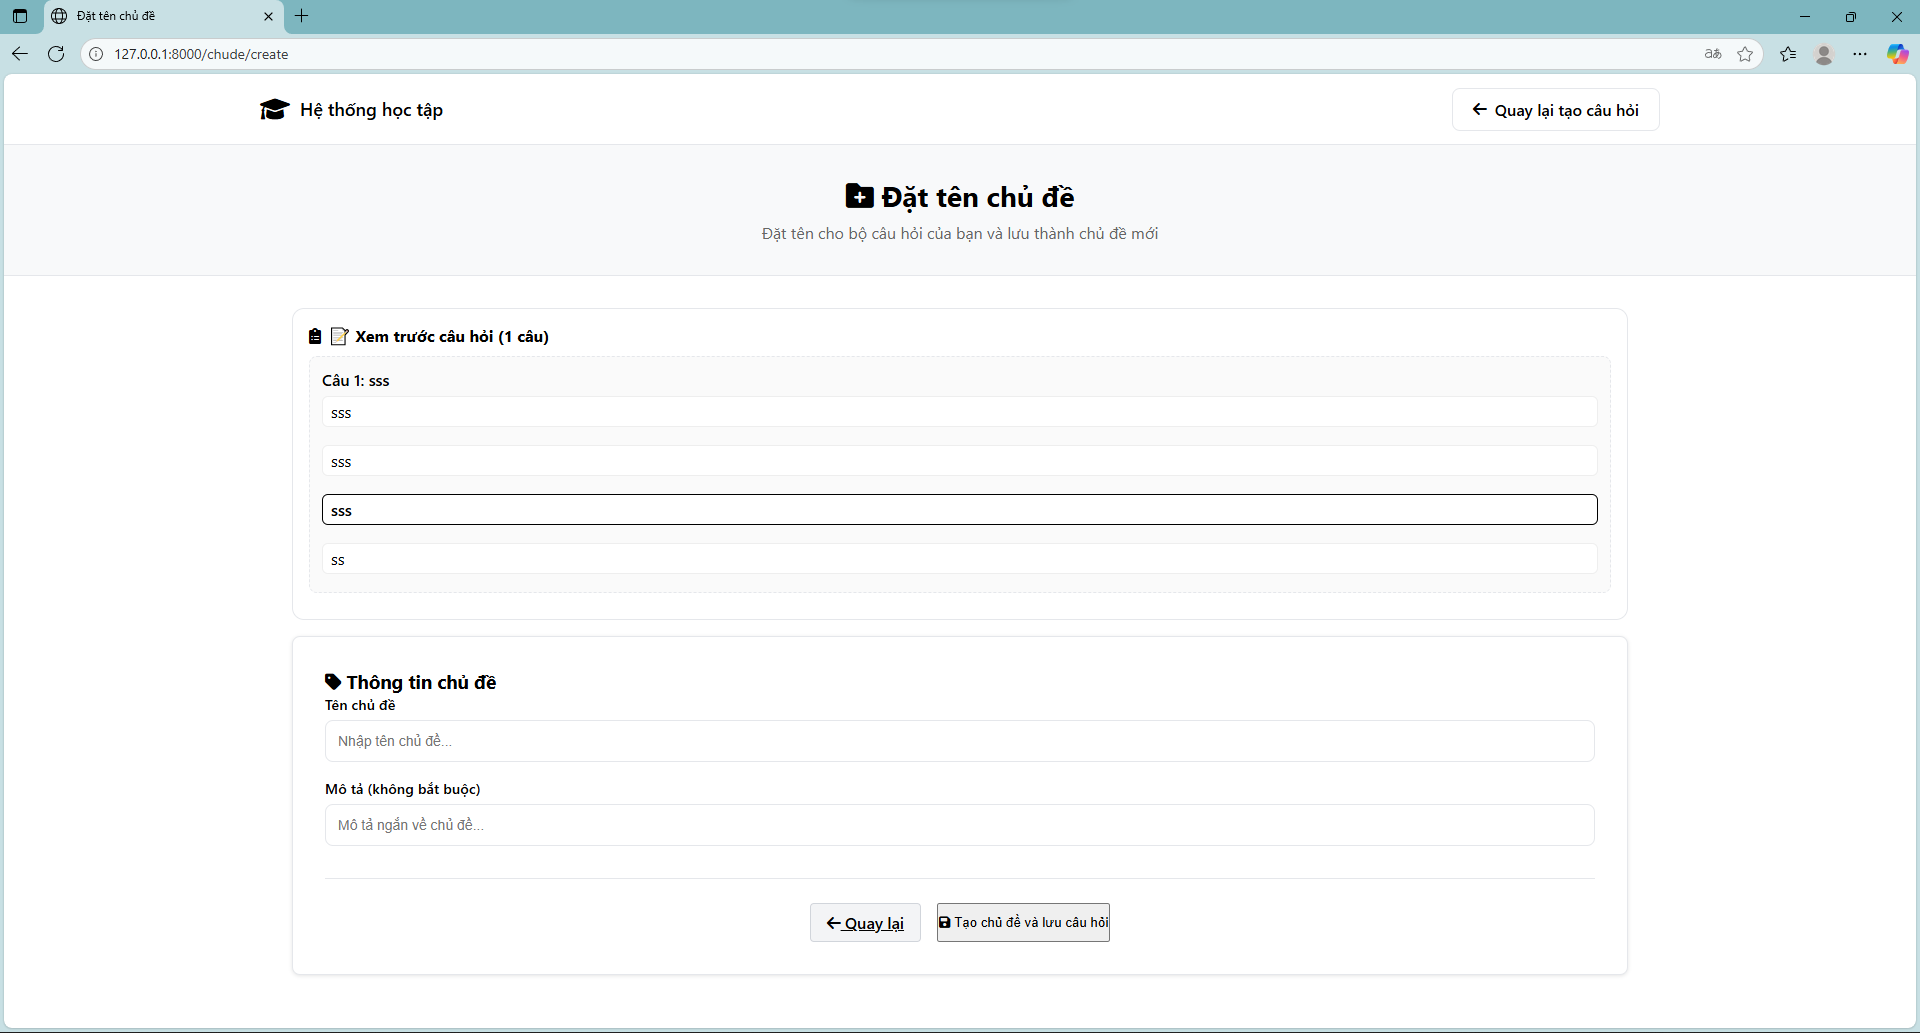 Đặt tên chủ đề
127.0.0.1:8000/chude/create
Hệ thống học tập
Quay lại tạo câu hỏi
Đặt tên chủ đề
Đặt tên cho bộ câu hỏi của bạn và lưu thành chủ đề mới
Xem trước câu hỏi (1 câu)
Câu 1: sss
sss
sss
sss
ss
Thông tin chủ đề
Tên chủ đề
Nhập tên chủ đề...
Mô tả (không bắt buộc)
Mô tả ngắn về chủ đề...
Quay lại
Tạo chủ đề và lưu câu hỏi